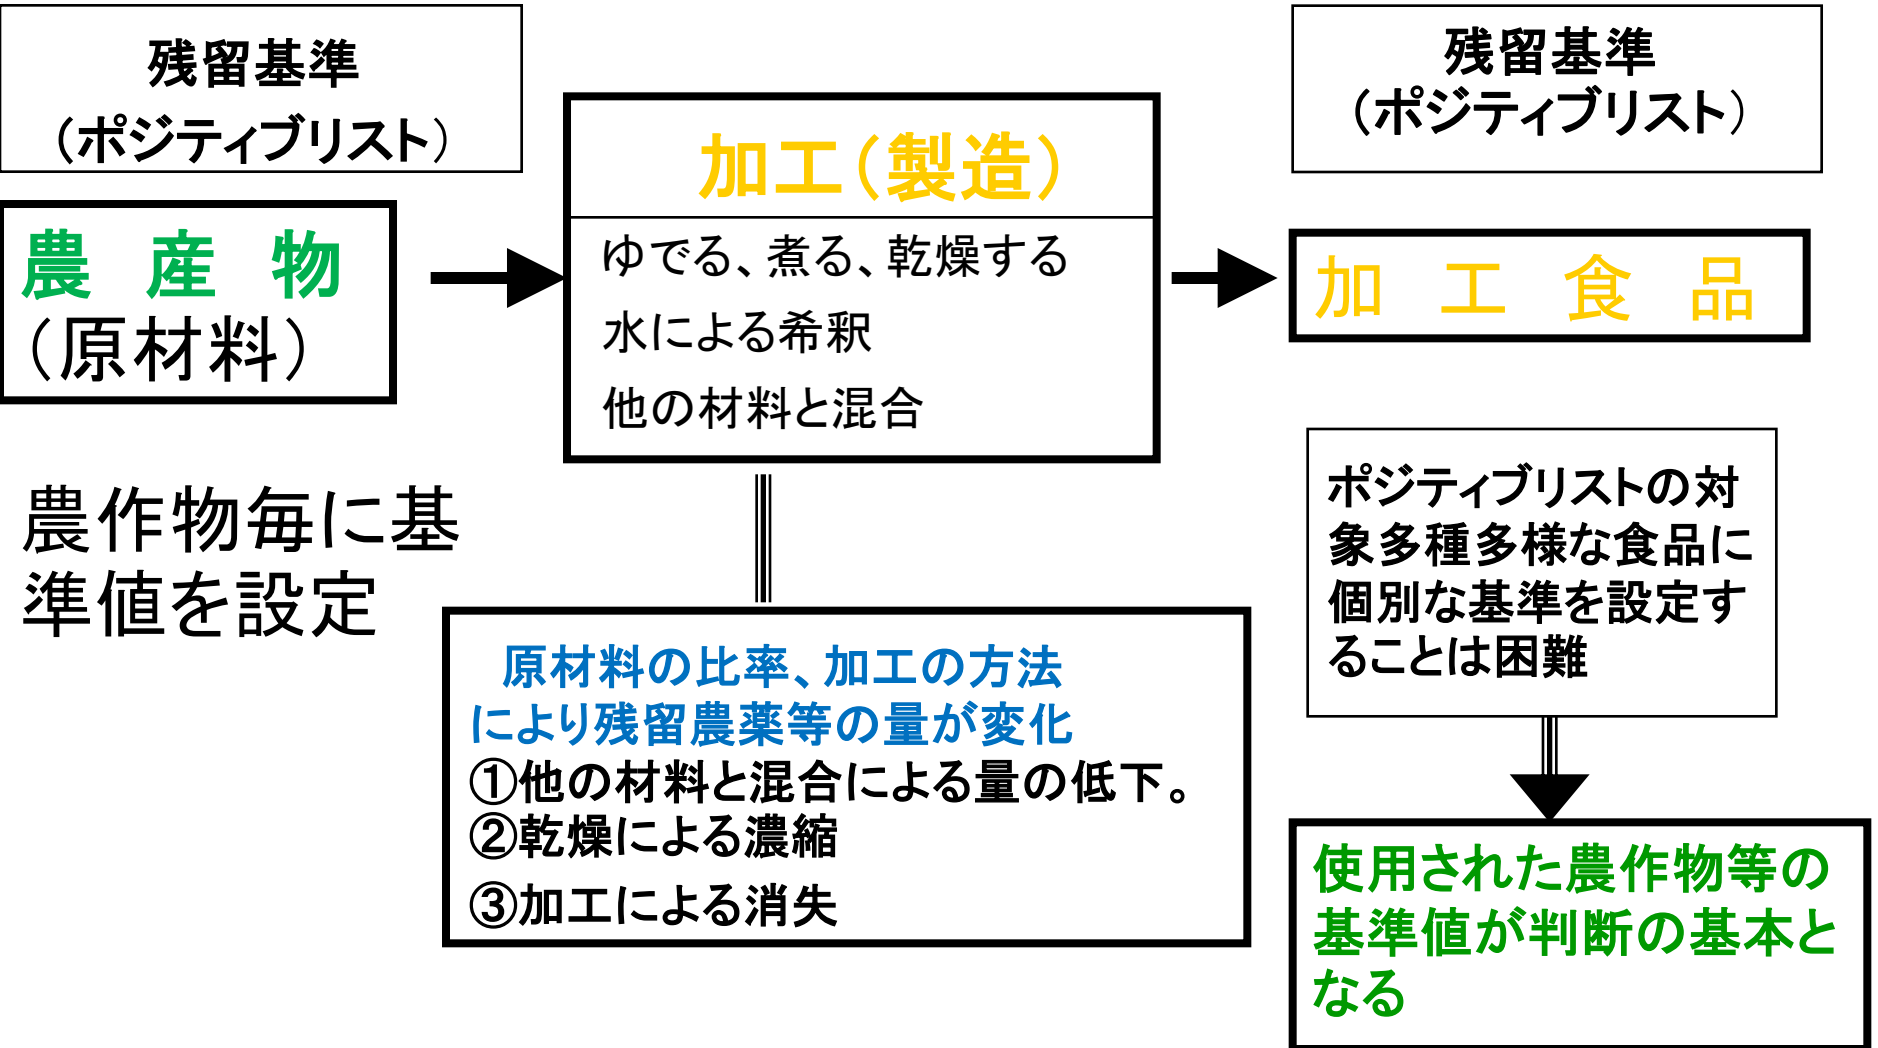 残留基準
（ポジティブリスト）
農 産 物
（原材料）
農作物毎に基
準値を設定
加工（製造）
ゆでる、煮る、乾燥する
水による希釈
他の材料と混合
原材料の比率、加工の方法
により残留農薬等の量が変化
①他の材料と混合による量の低下。
②乾燥による濃縮
③加工による消失
残留基準
（ポジティブリスト）
加 工 食 品
ポジティブリストの対
象多種多様な食品に
個別な基準を設定す
ることは困難
使用された農作物等の
基準値が判断の基本と
なる